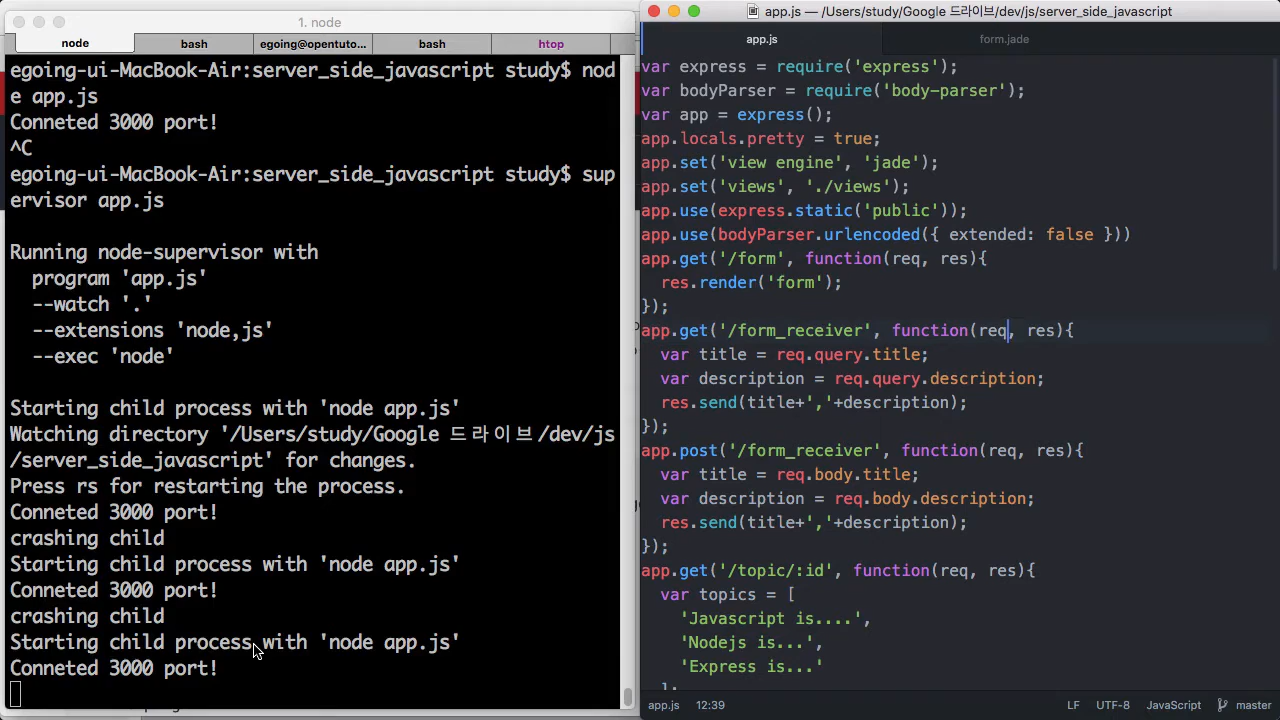 1. node
node
bash
egoing@opentuto...
bash
htop
egoing-ui-MacBook-Air:server_side_javascript study$ nod
e app.js
Conneted 3000 port!
^C
egoing-ui-MacBook-Air:server_side_javascript study$ sup
ervisor app.js
Running node-supervisor with
program 'app.js'
--watch '.'
--extensions 'node,js'
--exec 'node'
Starting child process with 'node app.js'
Watching directory '/Users/study/Google 드라이브/dev/js
/server_side_javascript' for changes.
Press rs for restarting the process.
Conneted 3000 port!
crashing child
Starting child process with 'node app.js'
Conneted 3000 port!
crashing child
Starting child process with 'node app.js'
Conneted 3000 port!
app.js — /Users/study/Google 드라이브/dev/js/server_side_javascript
app.js
form.jade
var express = require('express');
var bodyParser = require('body-parser');
var app = express();
app.locals.pretty = true;
app.set('view engine', 'jade');
app.set('views', './views');
app.use(express.static('public'));
app.use(bodyParser.urlencoded({ extended: false }))
app.get('/form', function(req, res){
res.render('form');
});
app.get('/form_receiver', function(req, res){
var title = req.query.title;
var description = req.query.description;
res.send(title+','+description);
});
app.post('/form_receiver', function(req, res){
var title = req.body.title;
var description = req.body.description;
res.send(title+','+description);
});
app.get('/topic/:id', function(req, res){
var topics = [
'Javascript is....',
'Nodejs is...',
'Express is...'
];
app.js
12:39
LF
UTF-8
JavaScript
master